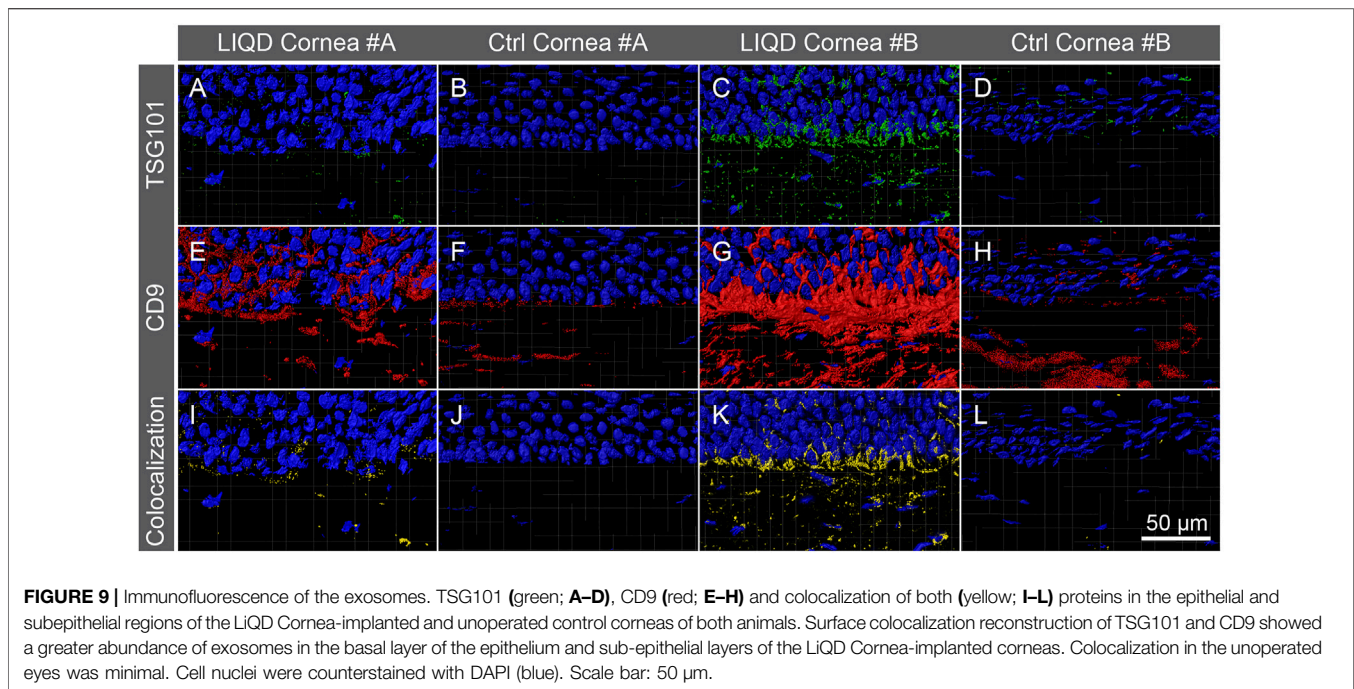 LIQD Cornea #A Ctrl Cornea #A LIQD Cornea #B Ctrl Cornea #B
TSG101
A B C D
CD9
E F G H
Colocalization
I J K L
50 µm
FIGURE 9 | Immunofluorescence of the exosomes. TSG101 (green; A–D), CD9 (red; E–H) and colocalization of both (yellow; I–L) proteins in the epithelial and
subepithelial regions of the LiQD Cornea-implanted and unoperated control corneas of both animals. Surface colocalization reconstruction of TSG101 and CD9 showed
a greater abundance of exosomes in the basal layer of the epithelium and sub-epithelial layers of the LiQD Cornea-implanted corneas. Colocalization in the unoperated
eyes was minimal. Cell nuclei were counterstained with DAPI (blue). Scale bar: 50 µm.